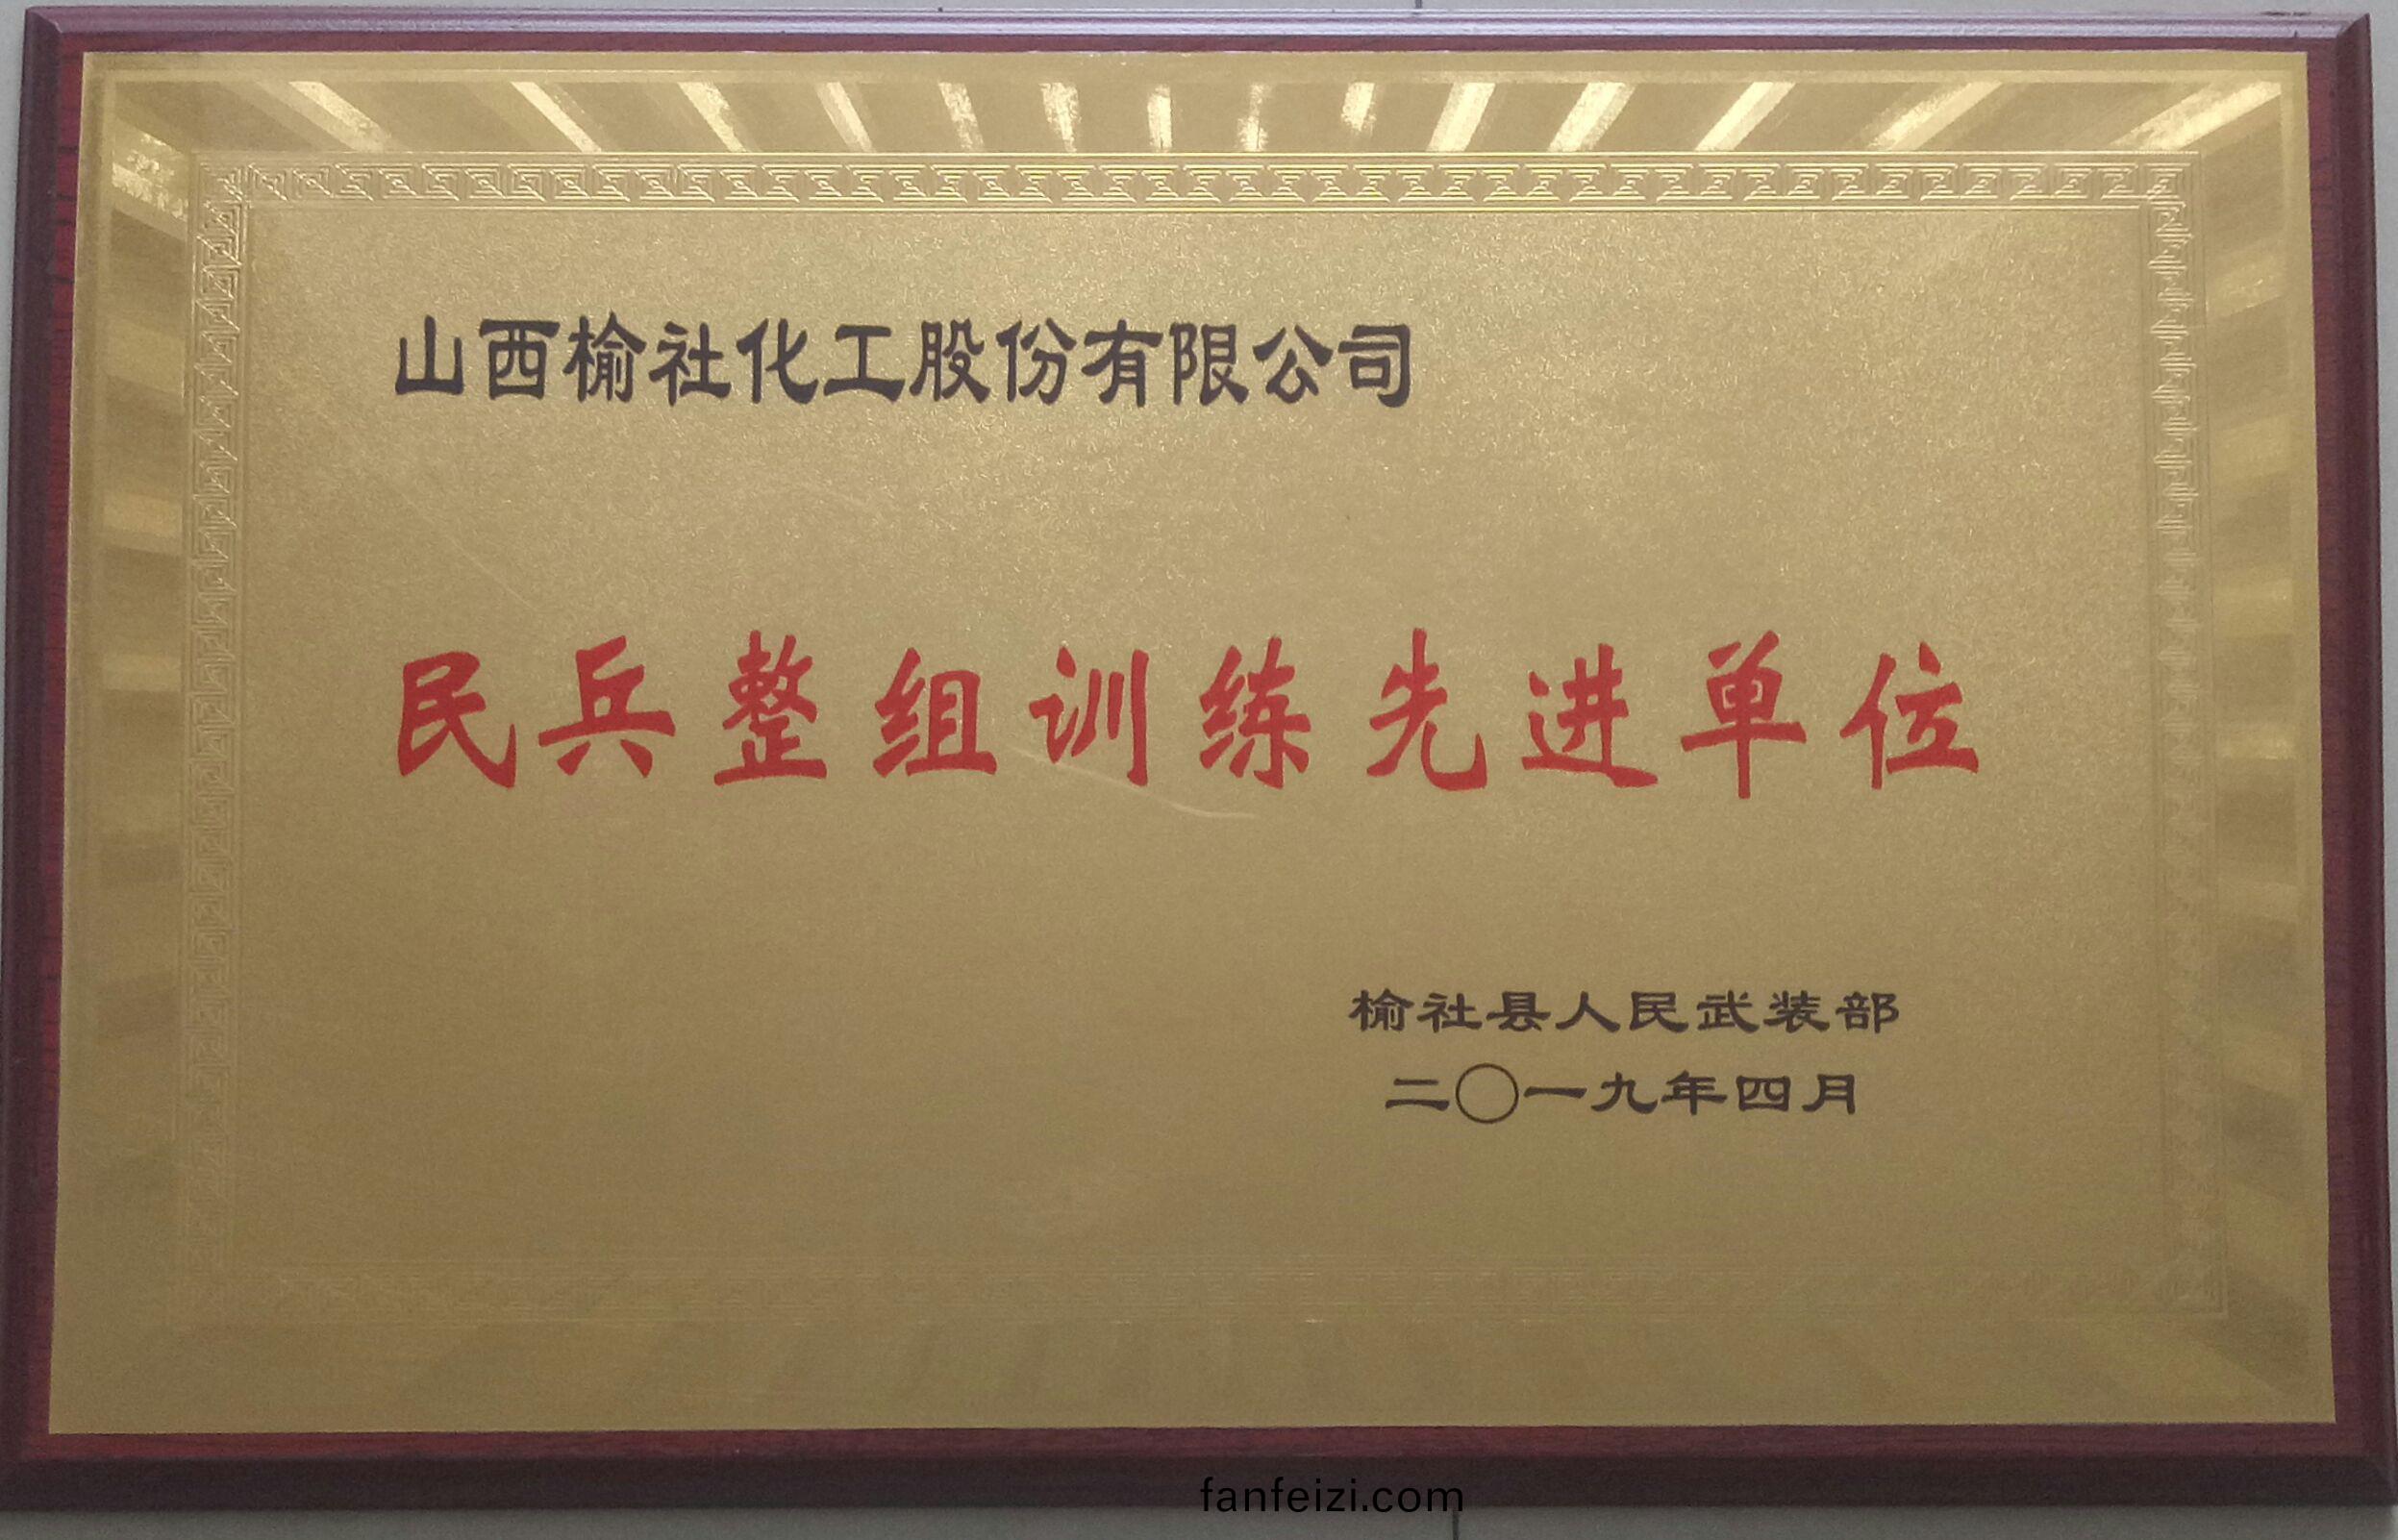 山西榆社化工股份有限公司
民兵整组训练先进单位
榆社县人民武装部
二〇一九年四月
fanfeizi.com